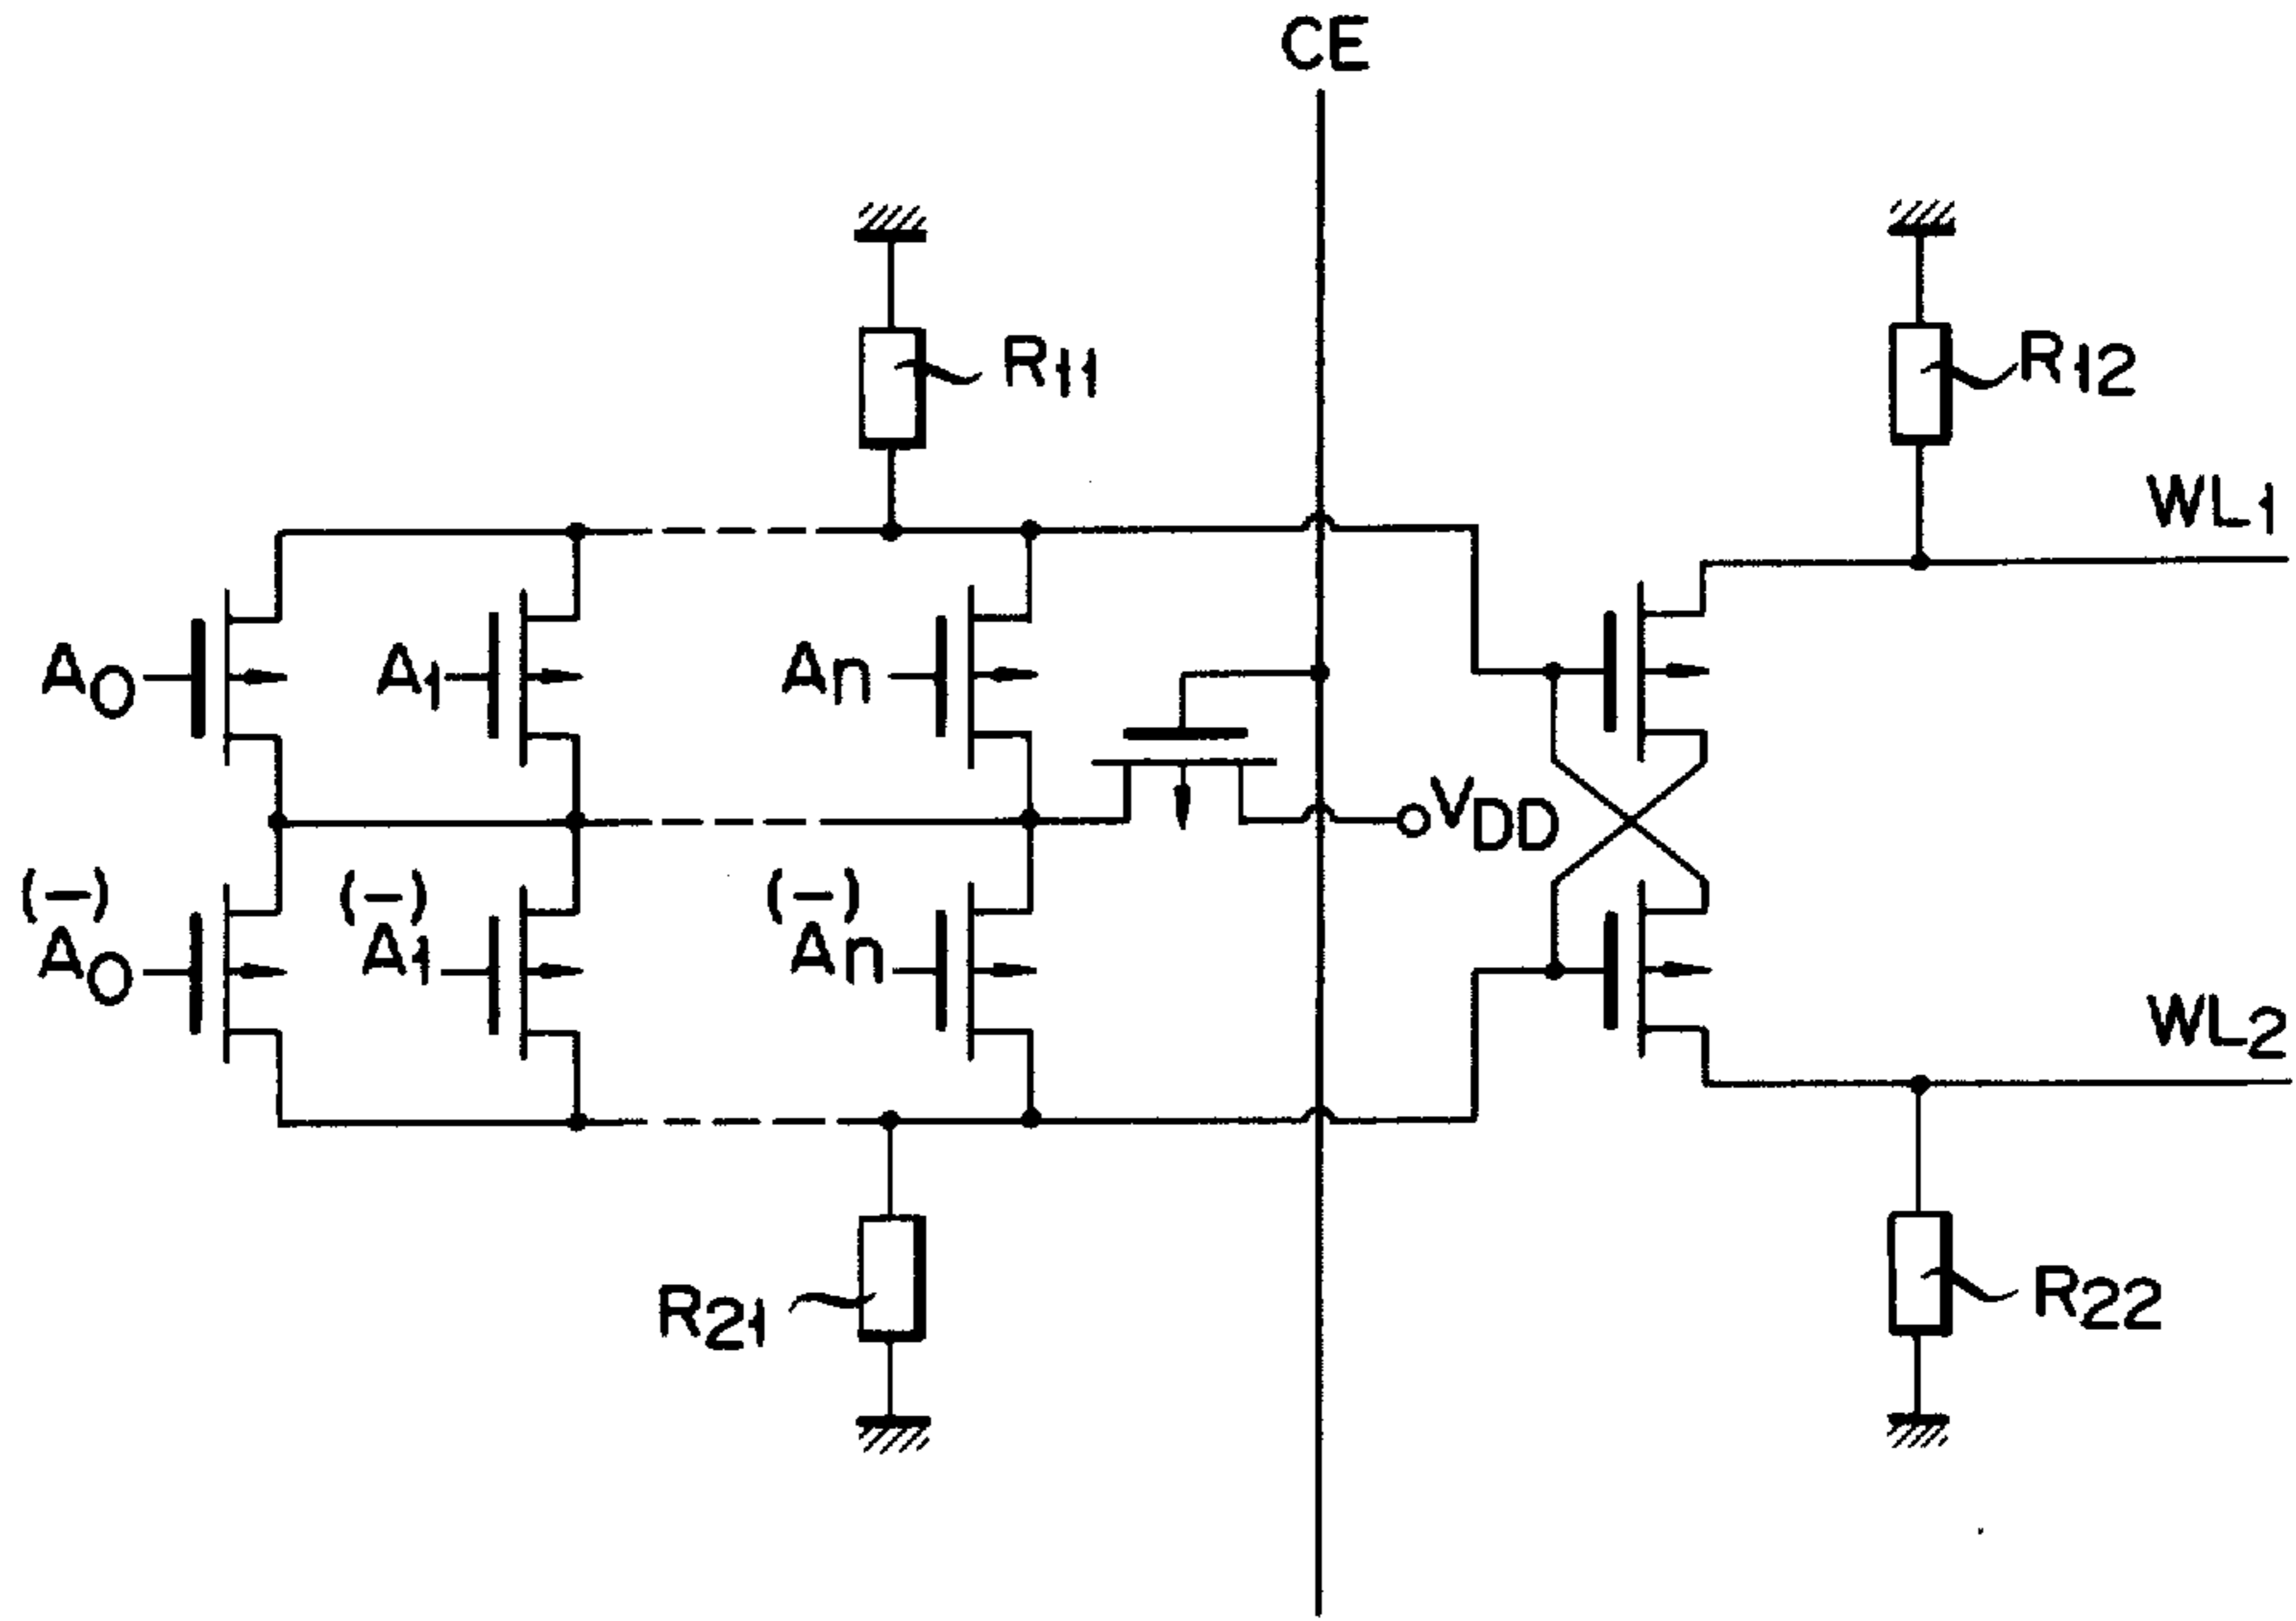 CE
R11
R12
WL1
A0
A1
An
VDD
(-)
A0
(-)
A1
(-)
An
WL2
R21
R22